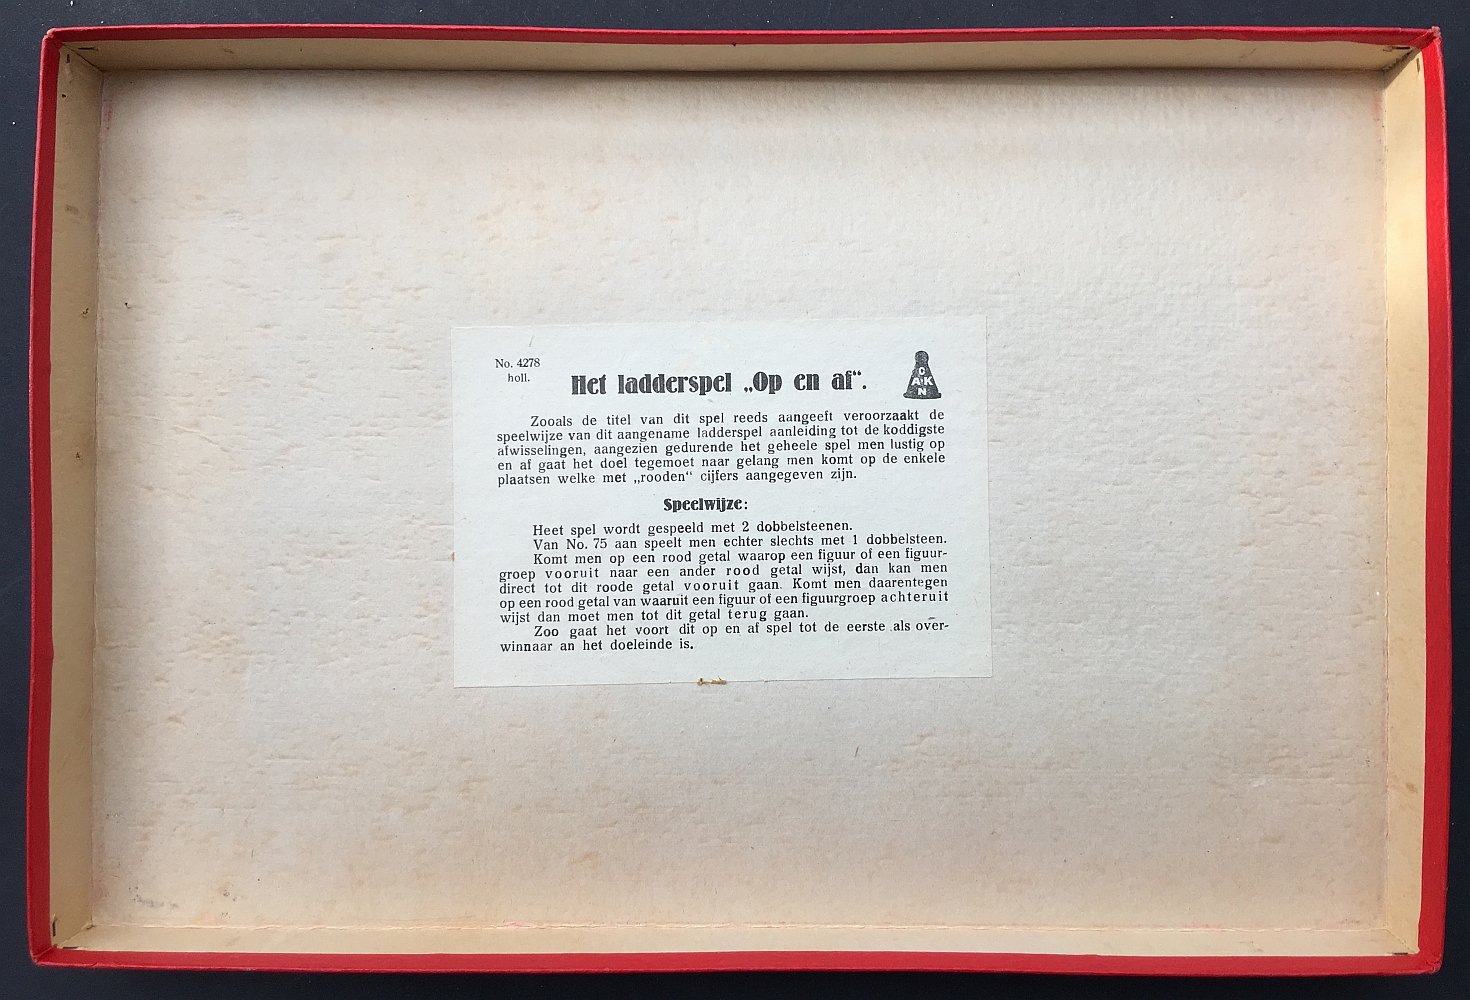 No. 4278
holl.
Het ladderspel „Op en af“.
D
A K
N
Zooals de titel van dit spel reeds aangeeft veroorzaakt de
speelwijze van dit aangename ladderspel aanleiding tot de koddigste
afwisselingen, aangezien gedurende het geheele spel men lustig op
en af gaat het doel tegemoet naar gelang men komt op de enkele
plaatsen welke met „rooden“ cijfers aangegeven zijn.
Speelwijze:
Heet spel wordt gespeeld met 2 dobbelsteenen.
Van No. 75 aan speelt men echter slechts met 1 dobbelsteen.
Komt men op een rood getal waarop een figuur of een figuur-
groep vooruit naar een ander rood getal wijst, dan kan men
direct tot dit roode getal vooruit gaan. Komt men daarentegen
op een rood getal van waaruit een figuur of een figuurgroep achteruit
wijst dan moet men tot dit getal terug gaan.
Zoo gaat het voort dit op en af spel tot de eerste als over-
winnaar an het doeleinde is.